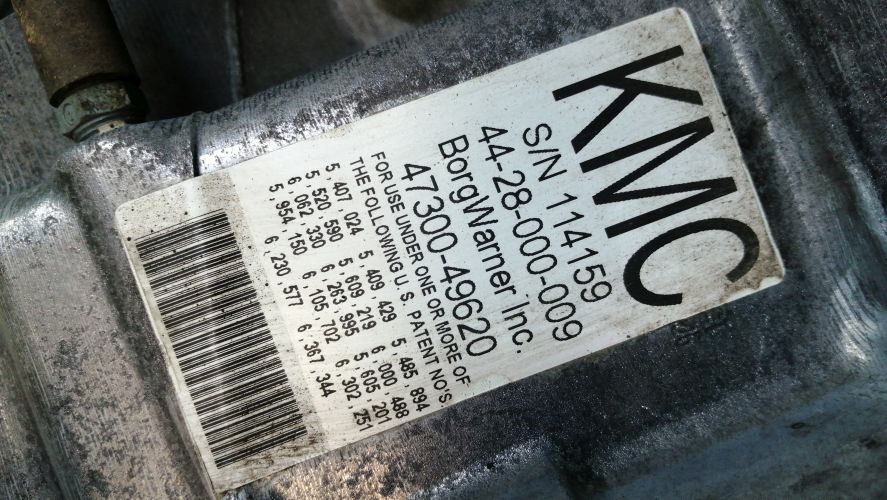 KMC
S/N 114159
44-28-000-009
BorgWarner Inc.
47300-49620
FOR USE UNDER ONE OR MORE OF
THE FOLLOWING U.S. PATENT NO'S
5,407,024 5,409,429 5,485,894
5,520,590 5,609,219 6,000,488
6,062,330 6,263,995 5,605,201
5,954,150 6,105,702 6,302,251
6,230,577 6,367,344